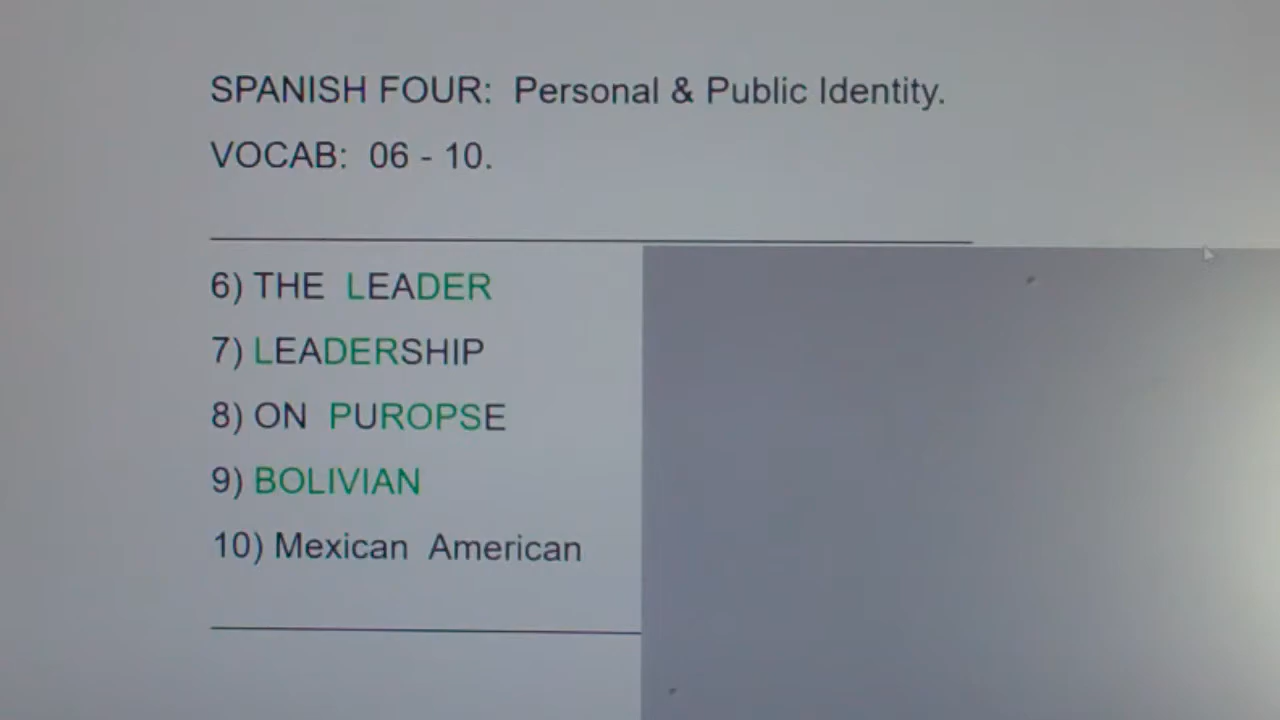 SPANISH FOUR: Personal & Public Identity.
VOCAB: 06 - 10.
6) THE LEADER
7) LEADERSHIP
8) ON PUROPSE
9) BOLIVIAN
10) Mexican American